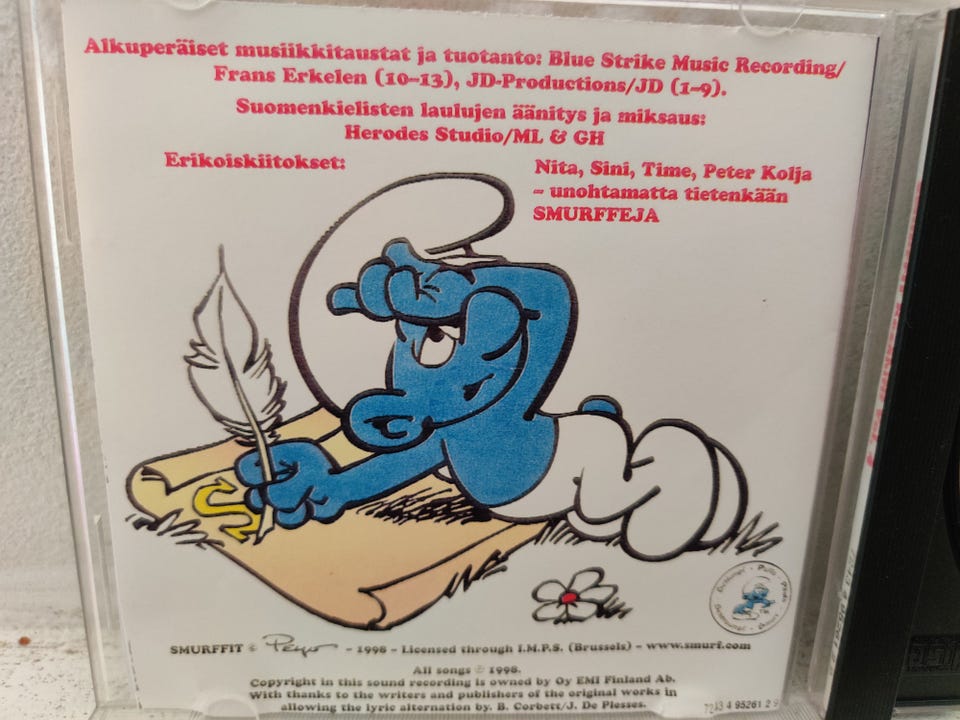 Alkuperäiset musiikkitaustat ja tuotanto: Blue Strike Music Recording/
Frans Erkelen (10-13), JD-Productions/JD (1-9).
Suomenkielisten laulujen äänitys ja miksaus:
Herodes Studio/ML & GH
Erikoiskiitokset:
Nita, Sini, Time, Peter Kolja
- unohtamatta tietenkään
SMURFFEJA
S
SMURFFIT © Peyo - 1998 - Licensed through I.M.P.S. (Brussels) - www.smurf.com
All songs ℗ 1998.
Copyright in this sound recording is owned by Oy EMI Finland Ab.
With thanks to the writers and publishers of the original works in
allowing the lyric alternation by. B. Corbett/J. De Plesses.
4 95261 2